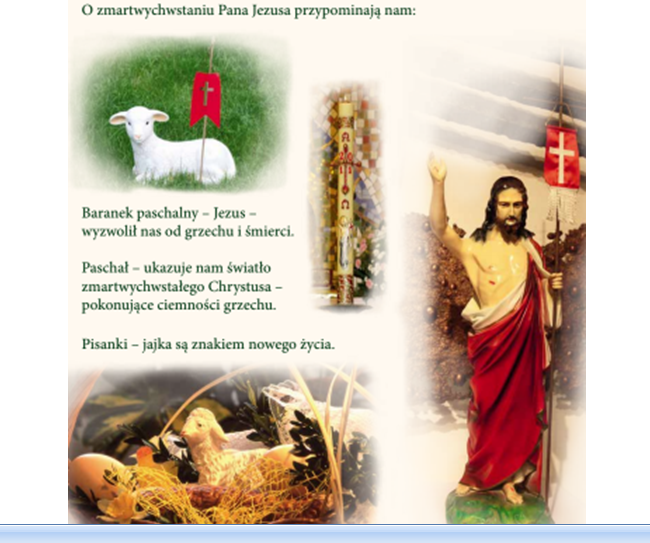 O zmartwychwstaniu Pana Jezusa przypominają nam:
Baranek paschalny – Jezus –
wyzwolił nas od grzechu i śmierci.
Paschał – ukazuje nam światło
zmartwychwstałego Chrystusa –
pokonujące ciemności grzechu.
Pisanki – jajka są znakiem nowego życia.